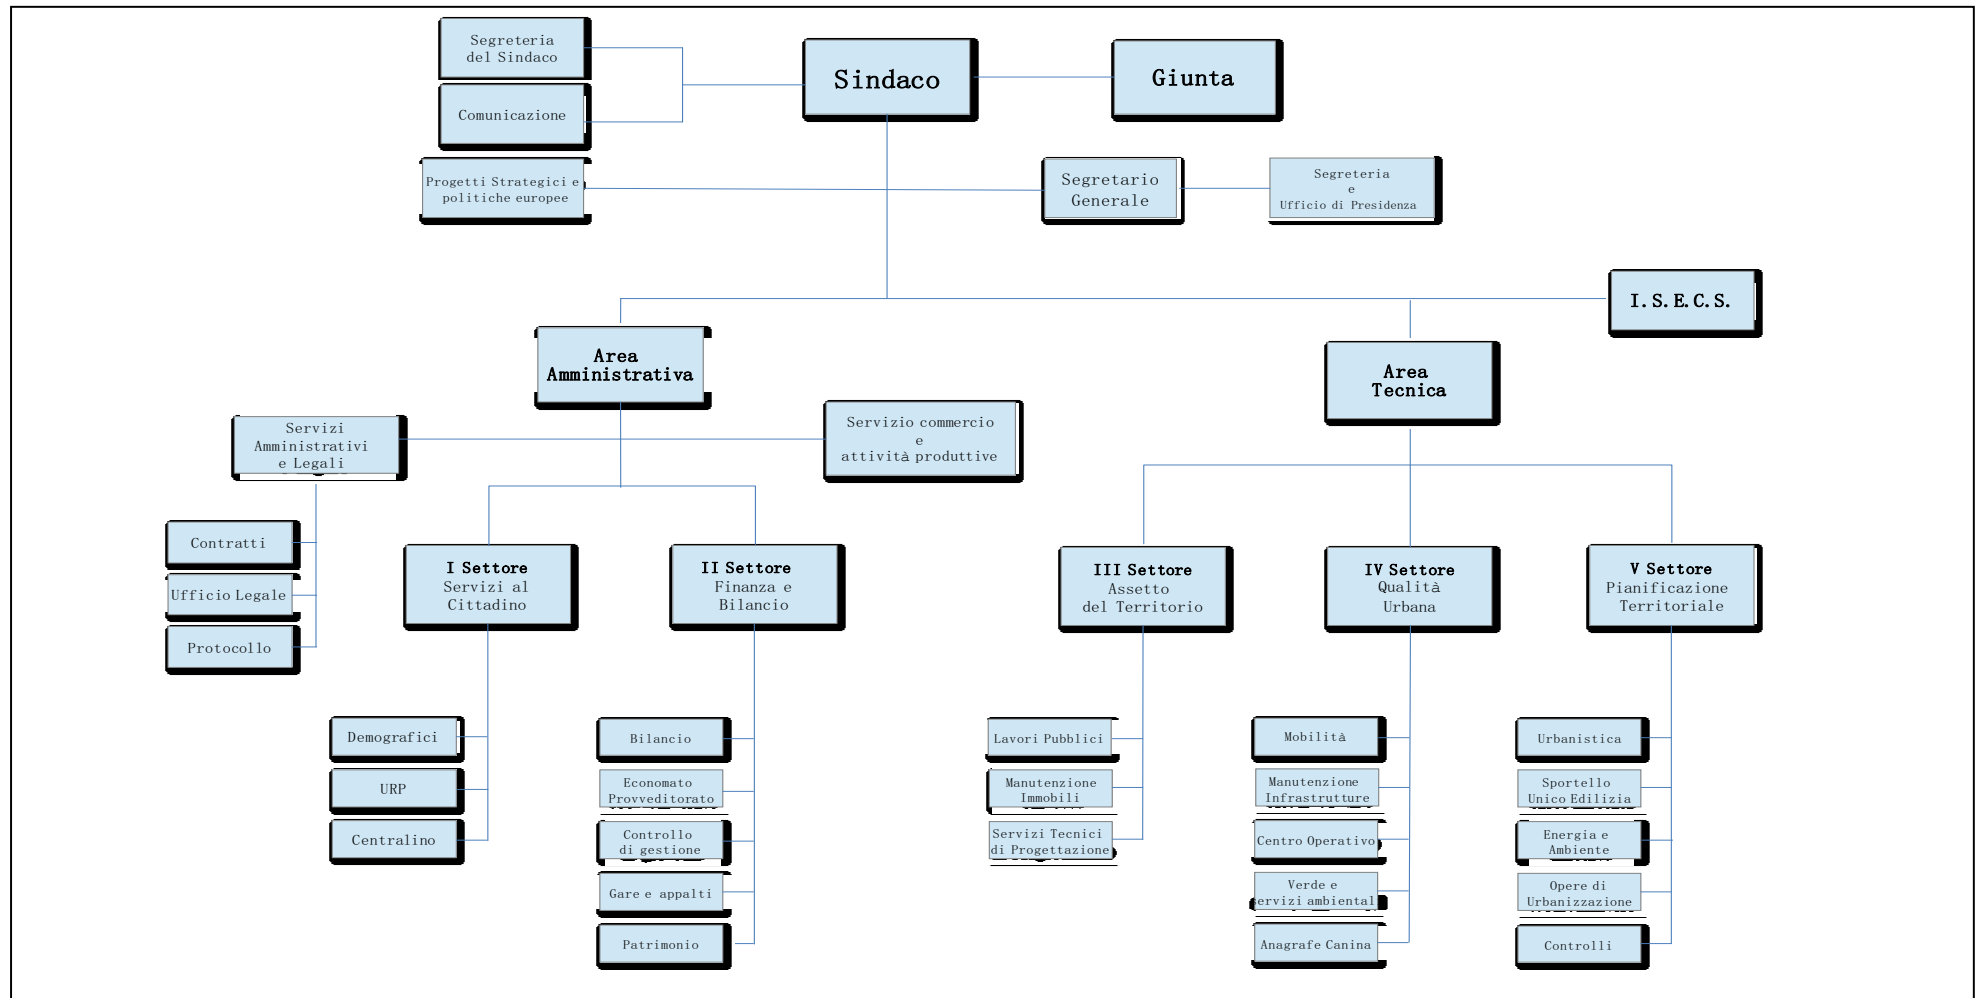 Segreteria
del Sindaco
Sindaco
Giunta
Comunicazione
Progetti Strategici e
politiche europee
Segretario
Generale
Segreteria
e
Ufficio di Presidenza
I.S.E.C.S.
Area
Amministrativa
Area
Tecnica
Servizi
Amministrativi
e Legali
Servizio commercio
e
attività produttive
Contratti
Ufficio Legale
Protocollo
I Settore
Servizi al
Cittadino
II Settore
Finanza e
Bilancio
III Settore
Assetto
del Territorio
IV Settore
Qualità
Urbana
V Settore
Pianificazione
Territoriale
Demografici
URP
Centralino
Bilancio
Economato
Provveditorato
Controllo
di gestione
Gare e appalti
Patrimonio
Lavori Pubblici
Manutenzione
Immobili
Servizi Tecnici
di Progettazione
Mobilità
Manutenzione
Infrastrutture
Centro Operativo
Verde e
ervizi ambiental
Anagrafe Canina
Urbanistica
Sportello
Unico Edilizia
Energia e
Ambiente
Opere di
Urbanizzazione
Controlli